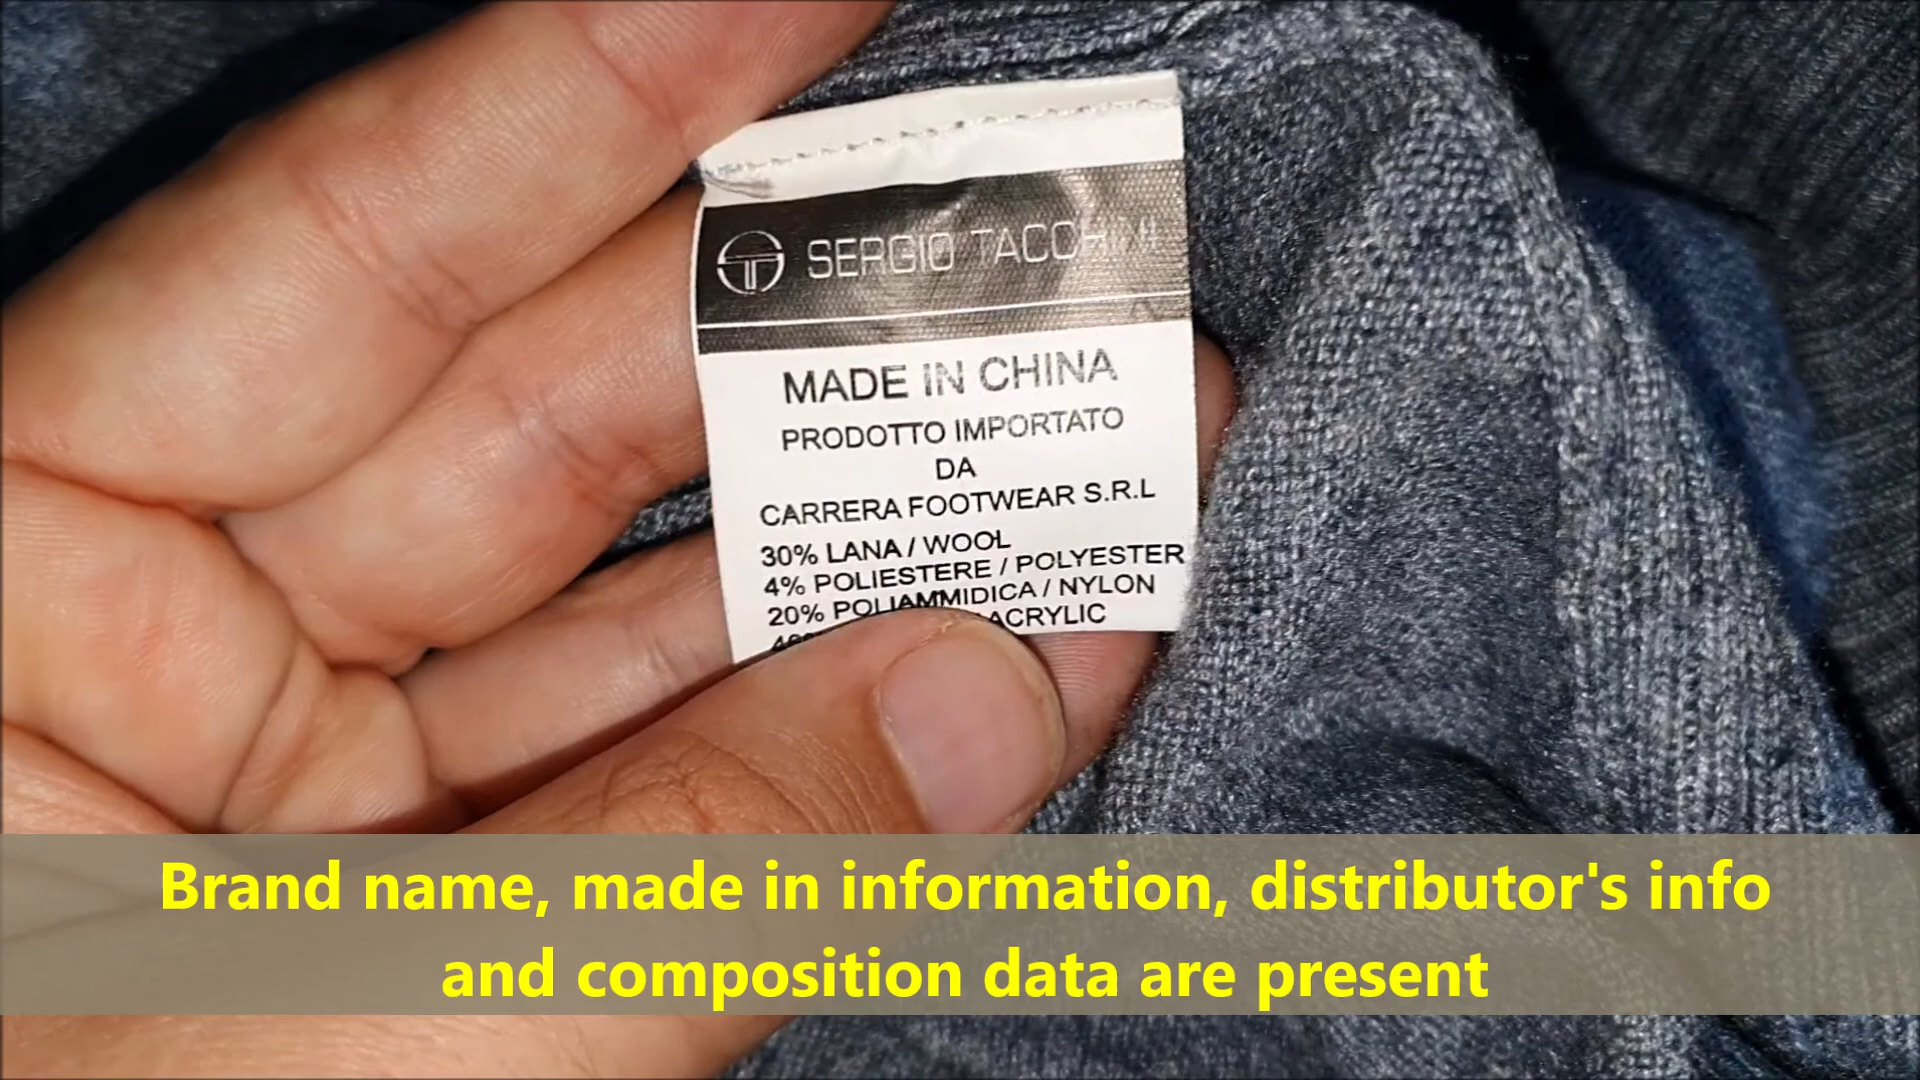 SERGIO TACCHINI
MADE IN CHINA
PRODOTTO IMPORTATO
DA
CARRERA FOOTWEAR S.R.L
30% LANA / WOOL
4% POLIESTERE / POLYESTER
20% POLIAMMIDICA / NYLON
ACRYLIC
Brand name, made in information, distributor's info
and composition data are present